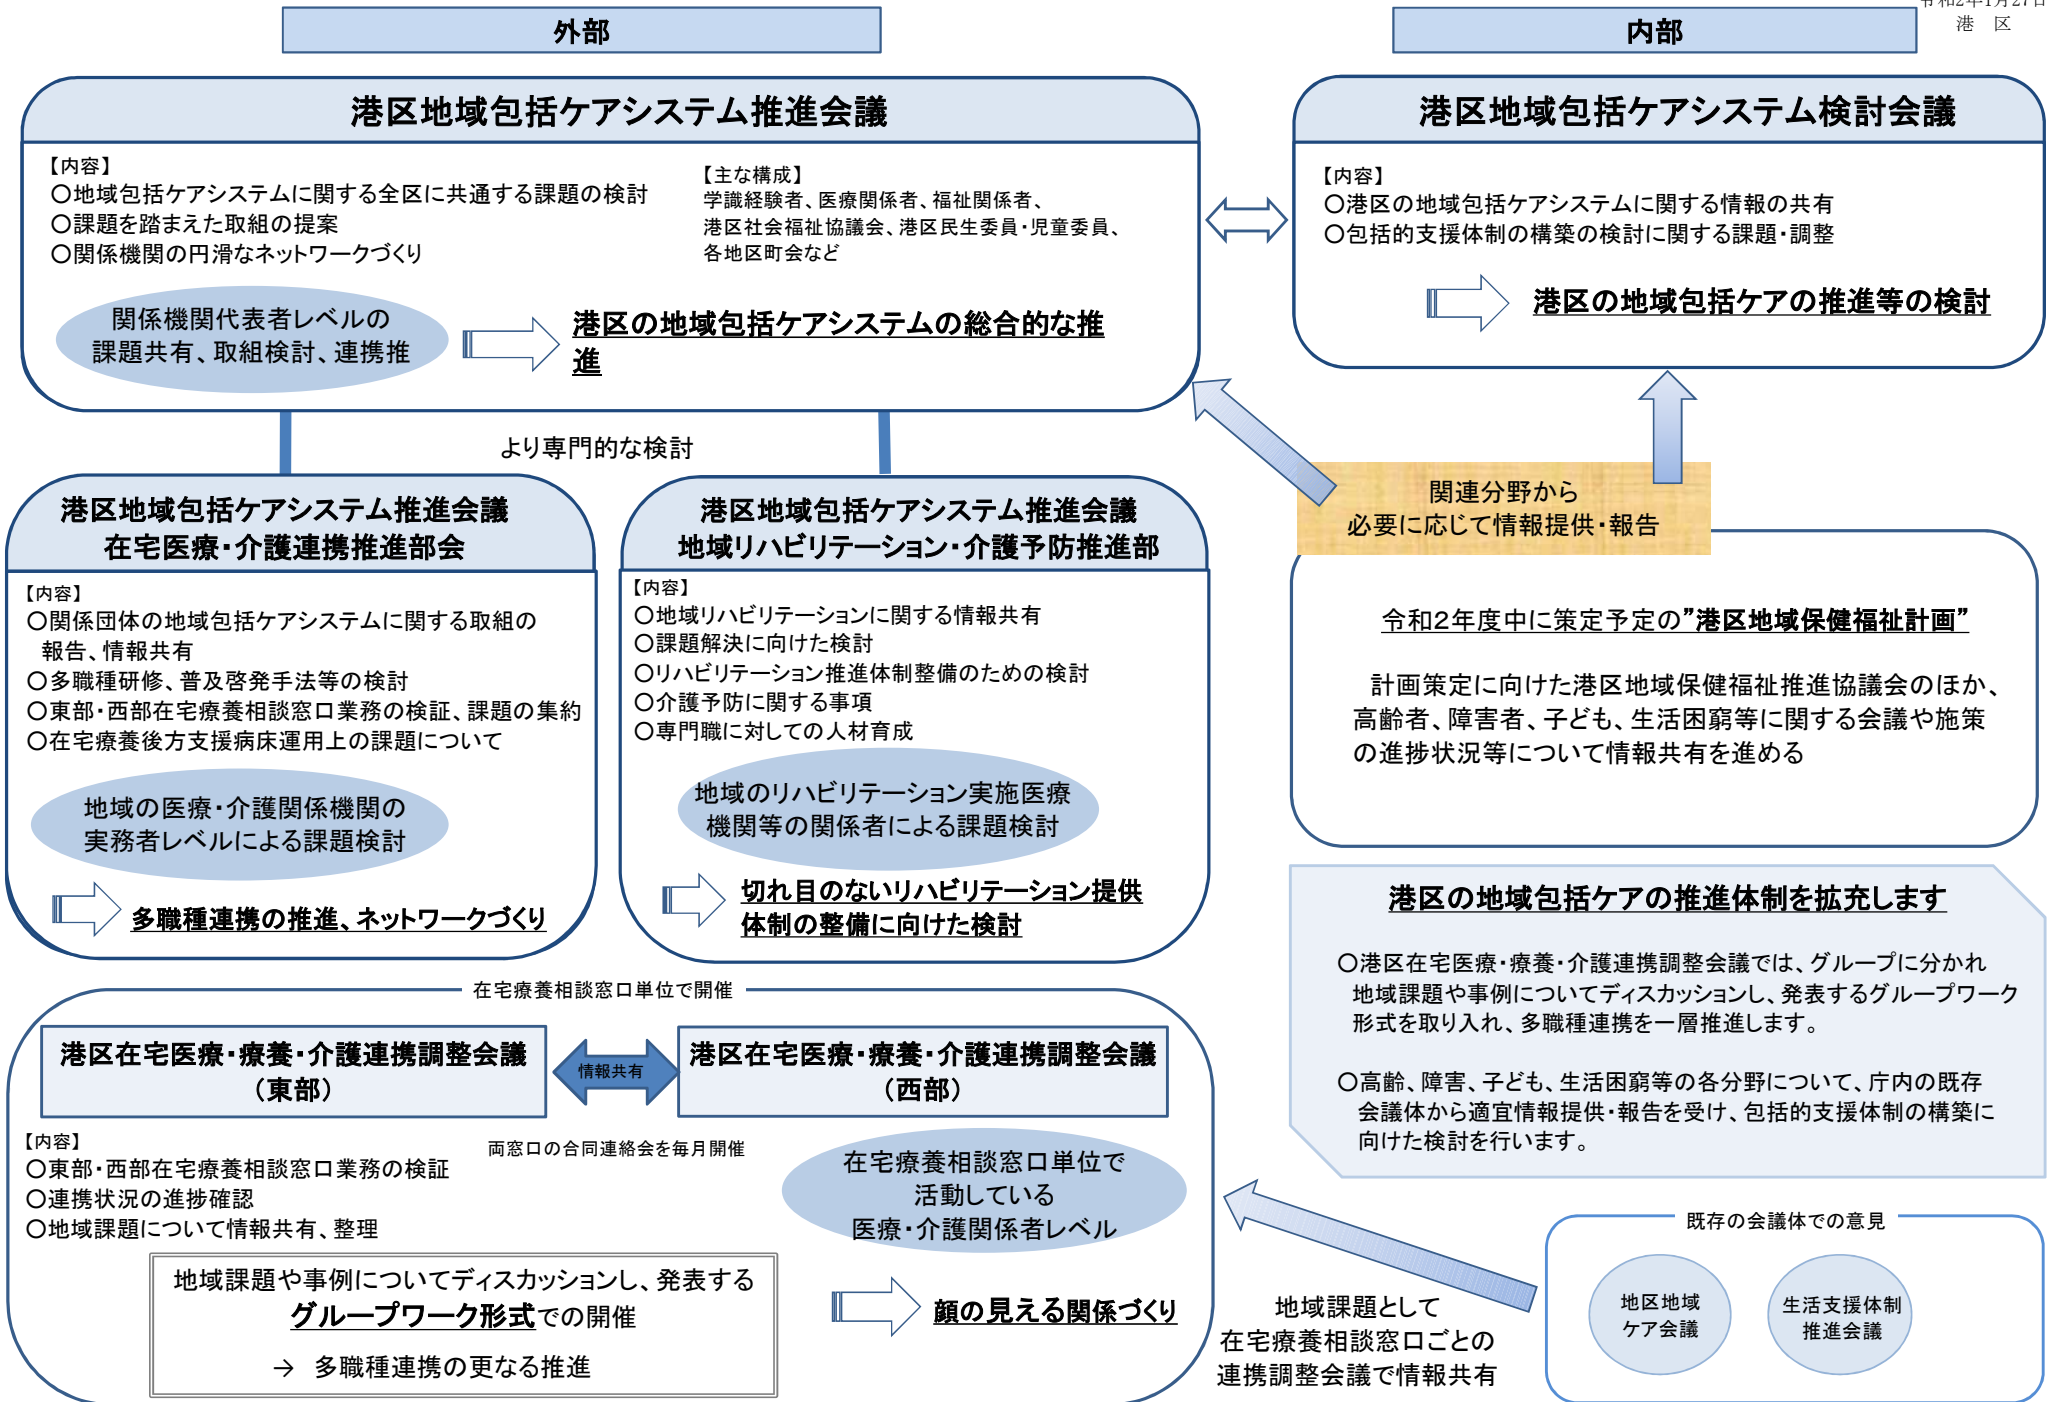 令和2年1月27日
港 区
外部
内部
港区地域包括ケアシステム推進会議
【内容】
〇地域包括ケアシステムに関する全区に共通する課題の検討
〇課題を踏まえた取組の提案
〇関係機関の円滑なネットワークづくり
【主な構成】
学識経験者、医療関係者、福祉関係者、
港区社会福祉協議会、港区民生委員・児童委員、
各地区町会など
関係機関代表者レベルの
課題共有、取組検討、連携推
港区の地域包括ケアシステムの総合的な推
進
港区地域包括ケアシステム検討会議
【内容】
〇港区の地域包括ケアシステムに関する情報の共有
〇包括的支援体制の構築の検討に関する課題・調整
港区の地域包括ケアの推進等の検討
より専門的な検討
港区地域包括ケアシステム推進会議
在宅医療・介護連携推進部会
【内容】
〇関係団体の地域包括ケアシステムに関する取組の
報告、情報共有
〇多職種研修、普及啓発手法等の検討
〇東部・西部在宅療養相談窓口業務の検証、課題の集約
〇在宅療養後方支援病床運用上の課題について
地域の医療・介護関係機関の
実務者レベルによる課題検討
多職種連携の推進、ネットワークづくり
港区地域包括ケアシステム推進会議
地域リハビリテーション・介護予防推進部
【内容】
〇地域リハビリテーションに関する情報共有
〇課題解決に向けた検討
〇リハビリテーション推進体制整備のための検討
〇介護予防に関する事項
〇専門職に対しての人材育成
地域のリハビリテーション実施医療
機関等の関係者による課題検討
切れ目のないリハビリテーション提供
体制の整備に向けた検討
関連分野から
必要に応じて情報提供・報告
令和2年度中に策定予定の”港区地域保健福祉計画”
計画策定に向けた港区地域保健福祉推進協議会のほか、
高齢者、障害者、子ども、生活困窮等に関する会議や施策
の進捗状況等について情報共有を進める
港区の地域包括ケアの推進体制を拡充します
〇港区在宅医療・療養・介護連携調整会議では、グループに分かれ
地域課題や事例についてディスカッションし、発表するグループワーク
形式を取り入れ、多職種連携を一層推進します。
〇高齢、障害、子ども、生活困窮等の各分野について、庁内の既存
会議体から適宜情報提供・報告を受け、包括的支援体制の構築に
向けた検討を行います。
在宅療養相談窓口単位で開催
港区在宅医療・療養・介護連携調整会議
（東部）
情報共有
港区在宅医療・療養・介護連携調整会議
（西部）
【内容】
〇東部・西部在宅療養相談窓口業務の検証
〇連携状況の進捗確認
〇地域課題について情報共有、整理
両窓口の合同連絡会を毎月開催
在宅療養相談窓口単位で
活動している
医療・介護関係者レベル
地域課題や事例についてディスカッションし、発表する
グループワーク形式での開催
→ 多職種連携の更なる推進
顔の見える関係づくり
地域課題として
在宅療養相談窓口ごとの
連携調整会議で情報共有
既存の会議体での意見
地区地域
ケア会議
生活支援体制
推進会議